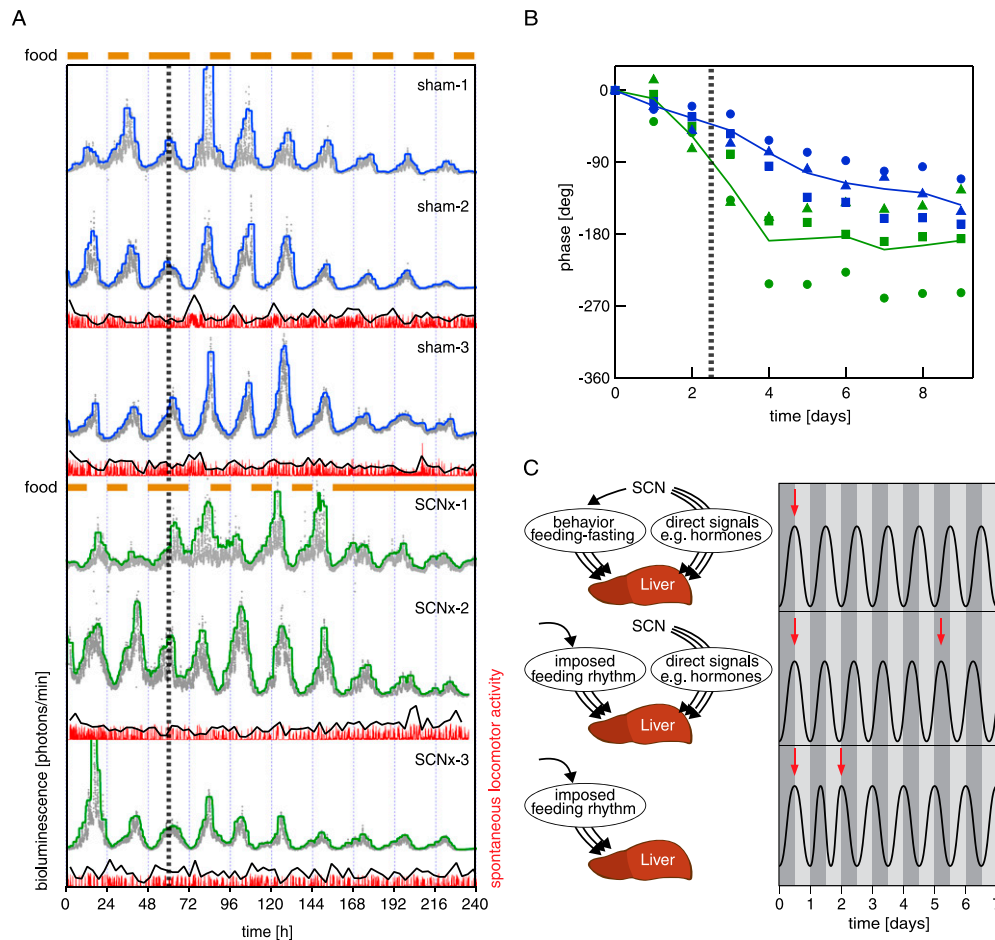 A
food
sham-1
sham-2
sham-3
food
SCNx-1
SCNx-2
SCNx-3
bioluminescence [photons/min]
spontaneous locomotor activity
0 24 48 72 96 120 144 168 192 216 240
time [h]
B
0
-90
-180
-270
-360
phase [deg]
0 2 4 6 8
time [days]
C
SCN
behavior
feeding-fasting
direct signals
e.g. hormones
Liver
SCN
imposed
feeding rhythm
direct signals
e.g. hormones
Liver
imposed
feeding rhythm
Liver
0 1 2 3 4 5 6 7
time [days]